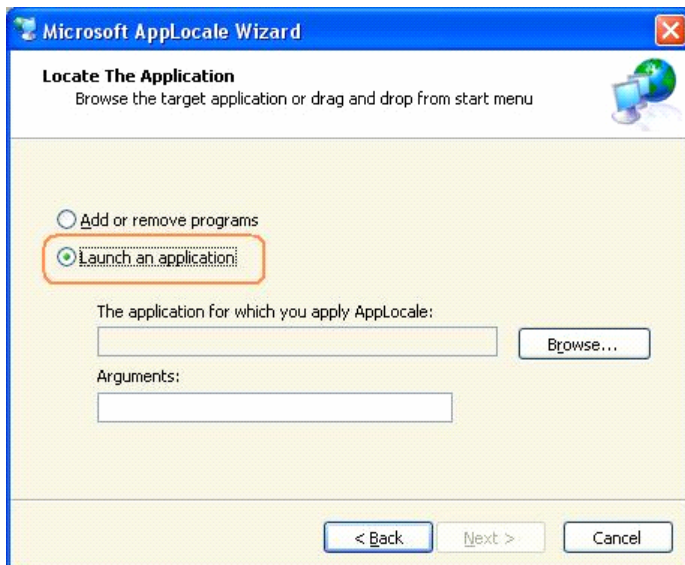 Microsoft AppLocale Wizard
Locate The Application
Browse the target application or drag and drop from start menu
Add or remove programs
Launch an application
The application for which you apply AppLocale:
Browse...
Arguments:
< Back Next > Cancel